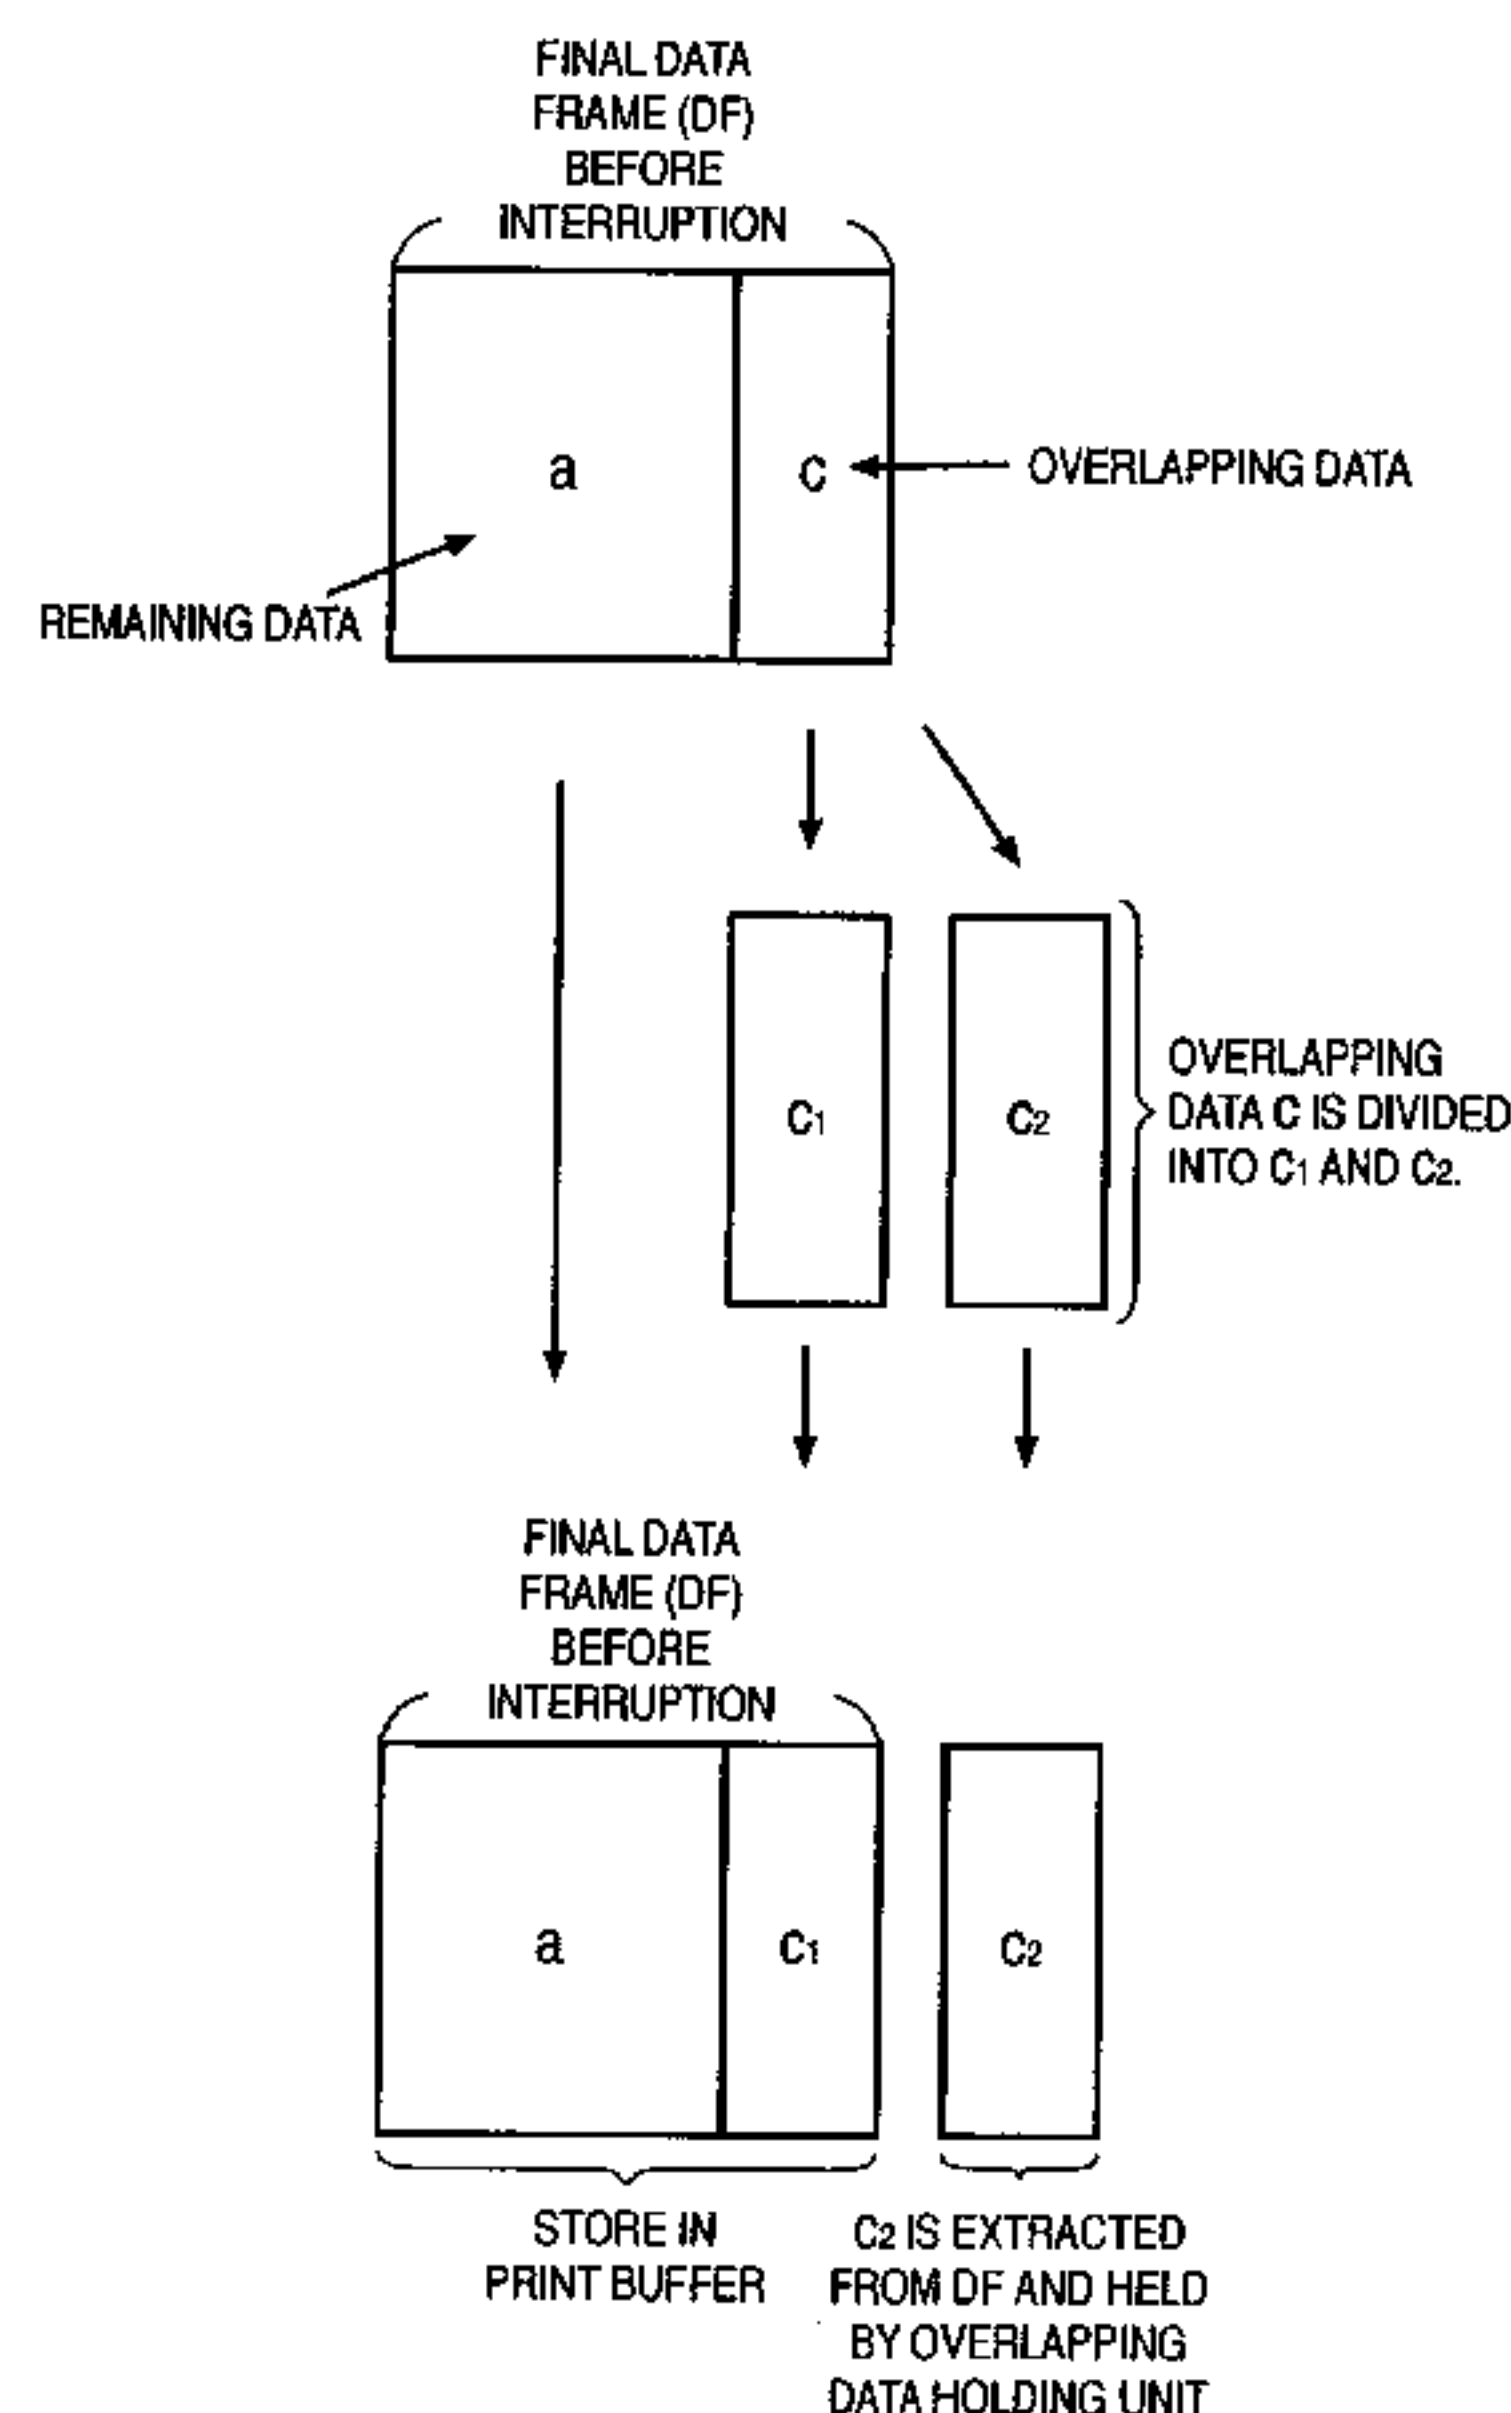 FINAL DATA
FRAME (DF)
BEFORE
INTERRUPTION
a
c
OVERLAPPING DATA
REMAINING DATA
C1
C2
OVERLAPPING
DATA C IS DIVIDED
INTO C1 AND C2.
FINAL DATA
FRAME (DF)
BEFORE
INTERRUPTION
a
C1
C2
STORE IN
PRINT BUFFER
C2 IS EXTRACTED
FROM DF AND HELD
BY OVERLAPPING
DATA HOLDING UNIT